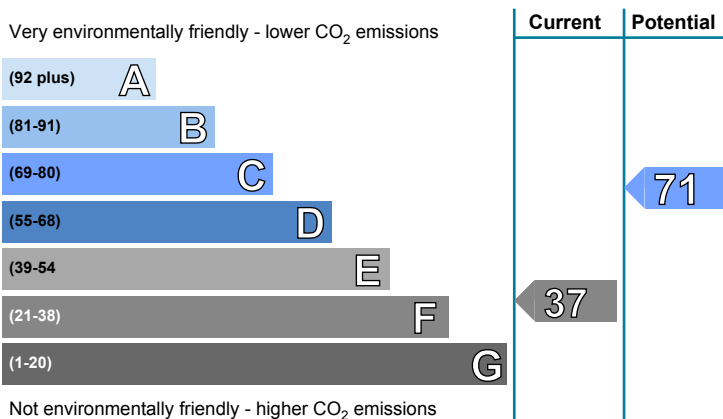 Very environmentally friendly - lower CO2 emissions
Current
Potential
(92 plus) A
(81-91) B
(69-80) C
71
(55-68) D
(39-54 E
37
(21-38) F
(1-20) G
Not environmentally friendly - higher CO2 emissions